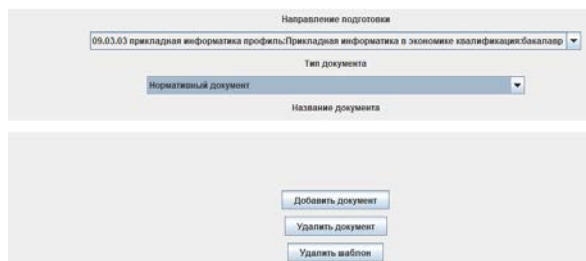 Направление подготовки
09.03.03 прикладная информатика профиль:Прикладная информатика в экономике квалификация:бакалавр
Тип документа
Нормативный документ
Название документа
Добавить документ
Удалить документ
Удалить шаблон